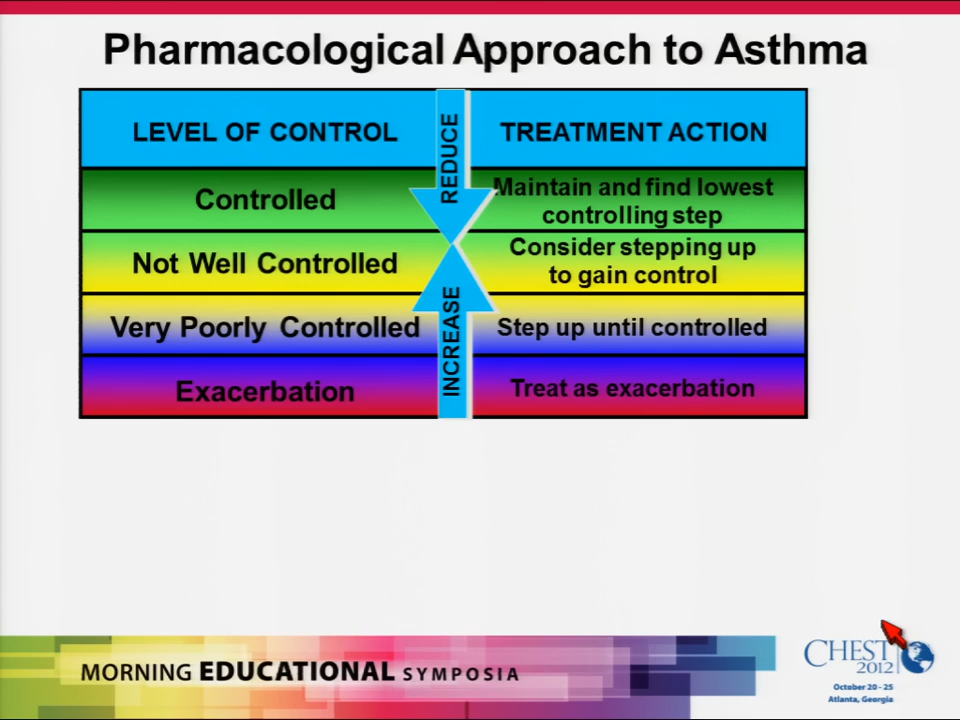 Pharmacological Approach to Asthma
LEVEL OF CONTROL
TREATMENT ACTION
REDUCE
Controlled
Maintain and find lowest
controlling step
Not Well Controlled
Consider stepping up
to gain control
INCREASE
Very Poorly Controlled
Step up until controlled
Exacerbation
Treat as exacerbation
MORNING EDUCATIONAL SYMPOSIA
CHEST
2012
October 20 - 25
Atlanta, Georgia